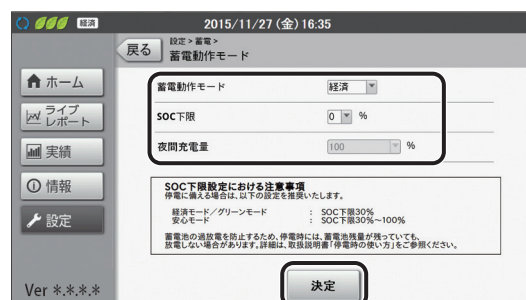 経済 2015/11/27 (金) 16:35
戻る 設定>蓄電>
蓄電動作モード
ホーム
ライブ
レポート
実績
情報
設定
Ver *.*.*.*
蓄電動作モード 経済
SOC下限 0 %
夜間充電量 100 %
SOC下限設定における注意事項
停電に備える場合は、以下の設定を推奨いたします。
経済モード/グリーンモード : SOC下限30%
安心モード : SOC下限30%~100%
蓄電池の過放電を防止するため、停電時には、蓄電池残量が残っていても、
放電しない場合があります。詳細は、取扱説明書「停電時の使い方」をご参照ください。
決定